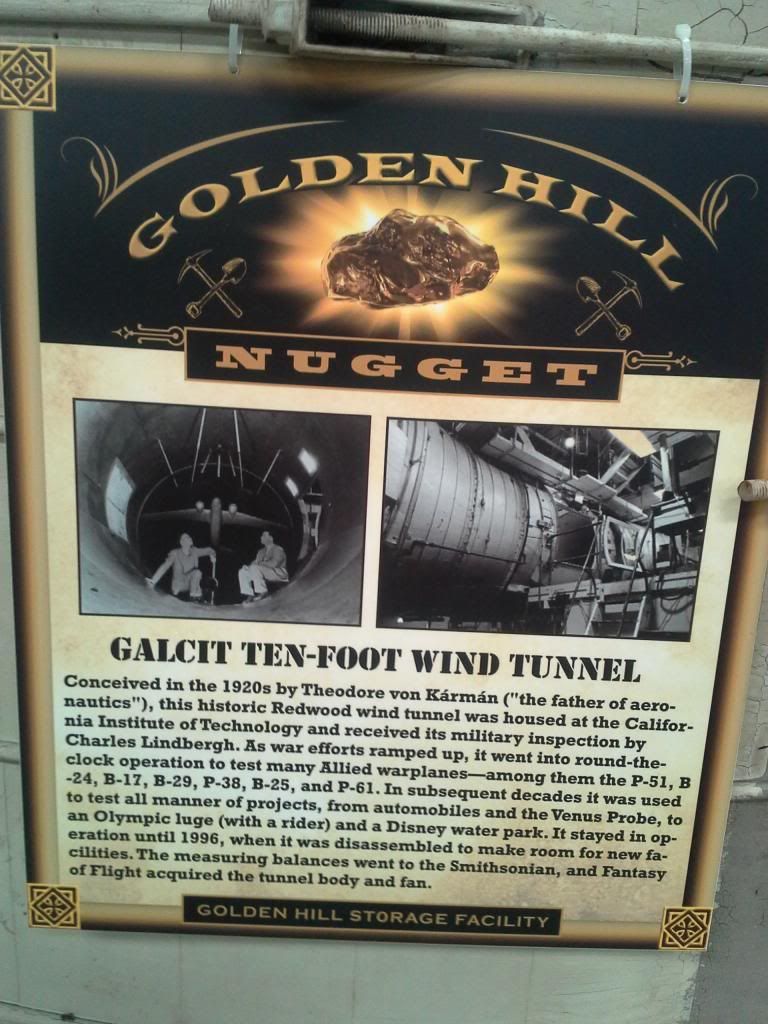 GOLDEN HILL
NUGGET
GALCIT TEN-FOOT WIND TUNNEL
Conceived in the 1920s by Theodore von Kármán ("the father of aero-
nautics"), this historic Redwood wind tunnel was housed at the Califor-
nia Institute of Technology and received its military inspection by
Charles Lindbergh. As war efforts ramped up, it went into round-the-
clock operation to test many Allied warplanes—among them the P-51, B
-24, B-17, B-29, P-38, B-25, and P-61. In subsequent decades it was used
to test all manner of projects, from automobiles and the Venus Probe, to
an Olympic luge (with a rider) and a Disney water park. It stayed in op-
eration until 1996, when it was disassembled to make room for new fa-
cilities. The measuring balances went to the Smithsonian, and Fantasy
of Flight acquired the tunnel body and fan.
GOLDEN HILL STORAGE FACILITY